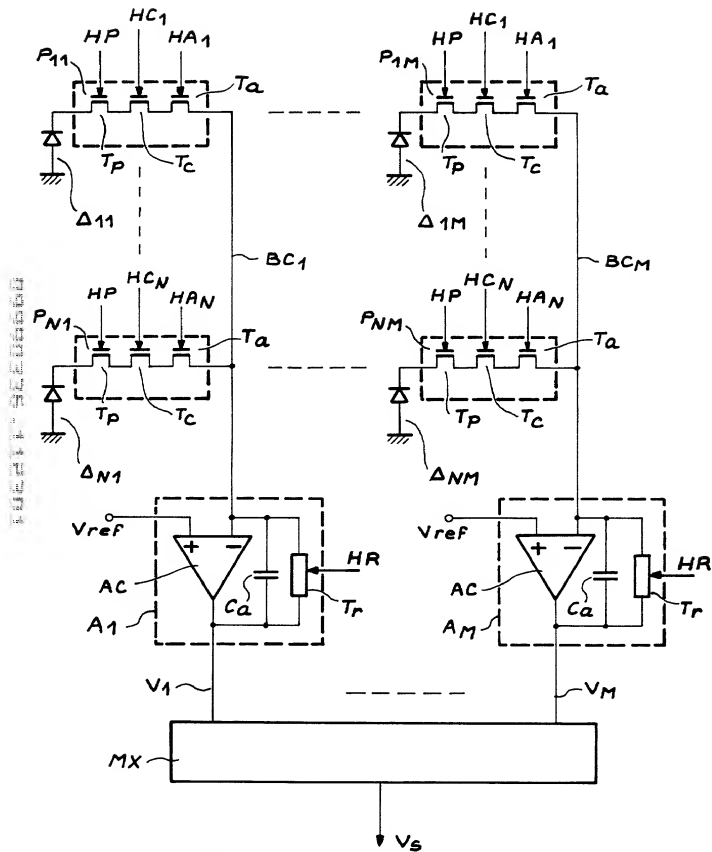 HC1 HC1
HP HA1 HP HA1
P11 Ta P1M Ta
Tp Tc Tp Tc
Δ11 Δ1M
BC1 BCM
HCN HCN
HP HAN HP HAN
PN1 Ta PNM Ta
Tp Tc Tp Tc
ΔN1 ΔNM
Vref Vref
+ − + −
AC HR AC HR
Ca Tr Ca Tr
A1 AM
V1 VM
MX
Vs